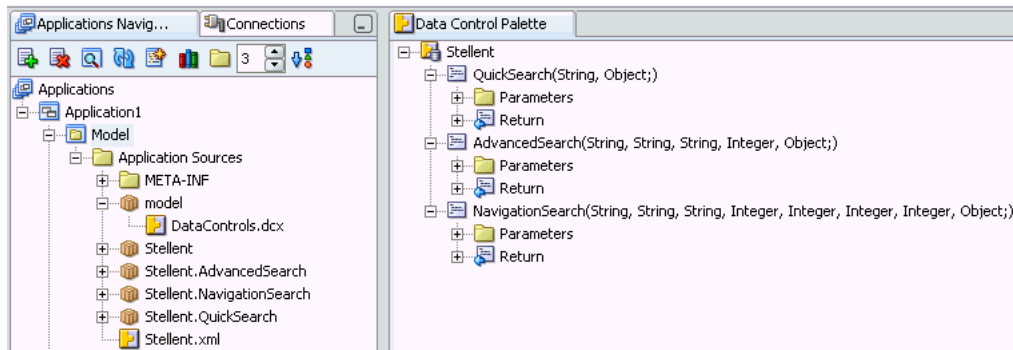 Applications Navig...
Connections
3
Applications
Application1
Model
Application Sources
META-INF
model
DataControls.dcx
Stellent
Stellent.AdvancedSearch
Stellent.NavigationSearch
Stellent.QuickSearch
Stellent.xml
Data Control Palette
Stellent
QuickSearch(String, Object;)
Parameters
Return
AdvancedSearch(String, String, String, Integer, Object;)
Parameters
Return
NavigationSearch(String, String, String, Integer, Integer, Integer, Integer, Object;)
Parameters
Return